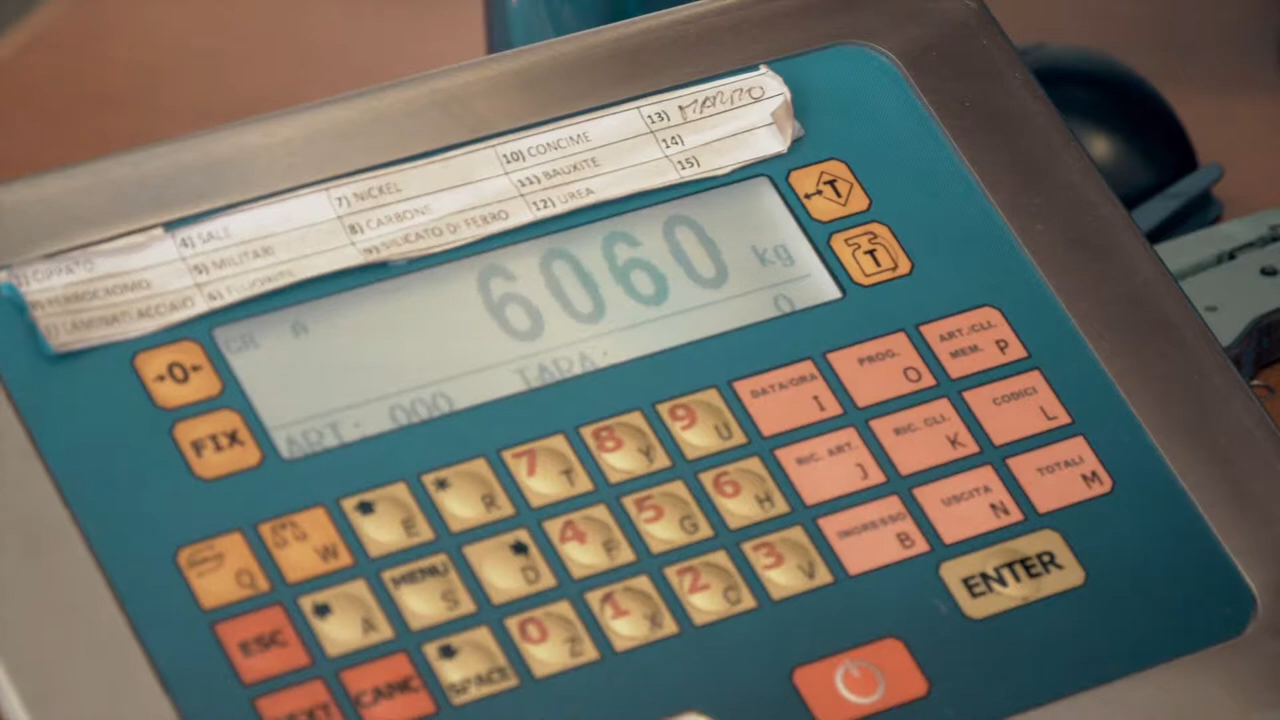 1) CIPPATO
2) FERROCROMO
3) LAMINATI ACCIAIO
4) SALE
5) MILITARI
6) FLUORITE
7) NICKEL
8) CARBONE
9) SILICATO DI FERRO
10) CONCIME
11) BAUXITE
12) UREA
13)
14)
15)
6060 kg
TARA: 0
ART: 000
→T←
T
→0←
FIX
Q
W
E
* R
7 T
8 Y
9 U
DATA/ORA I
PROG. O
ART./CLI. MEM. P
ESC
A
MENU S
D
4 F
5 G
6 H
RIC. ART. J
RIC. CLI. K
CODICI L
CANC
SPACE
0 Z
1 X
2 C
3 V
INGRESSO B
USCITA N
TOTALI M
ENTER